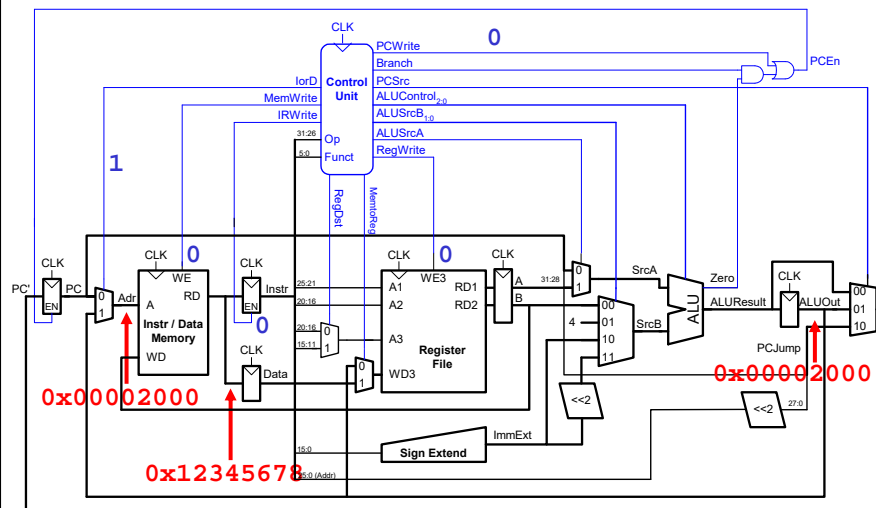 CLK
PCWrite
0
Branch
PCEn
IorD
Control
Unit
PCSrc
MemWrite
ALUControl2:0
IRWrite
ALUSrcB1:0
31:26
Op
ALUSrcA
5:0
Funct
RegWrite
1
RegDst
MemtoReg
CLK
CLK
0
CLK
CLK
0
CLK
CLK
PC'
EN
PC
0
1
Adr
WE
A
RD
Instr / Data
Memory
WD
EN
Instr
0
25:21
20:16
A1
A2
WE3
RD1
RD2
A
B
31:28
0
1
SrcA
Zero
00
01
10
11
4
SrcB
ALU
ALUResult
ALUOut
00
01
10
20:16
15:11
0
1
A3
Register
File
CLK
Data
0
1
WD3
PCJump
0x00002000
0x00002000
<<2
<<2
27:0
ImmExt
15:0
Sign Extend
0x12345678
25:0 (Addr)